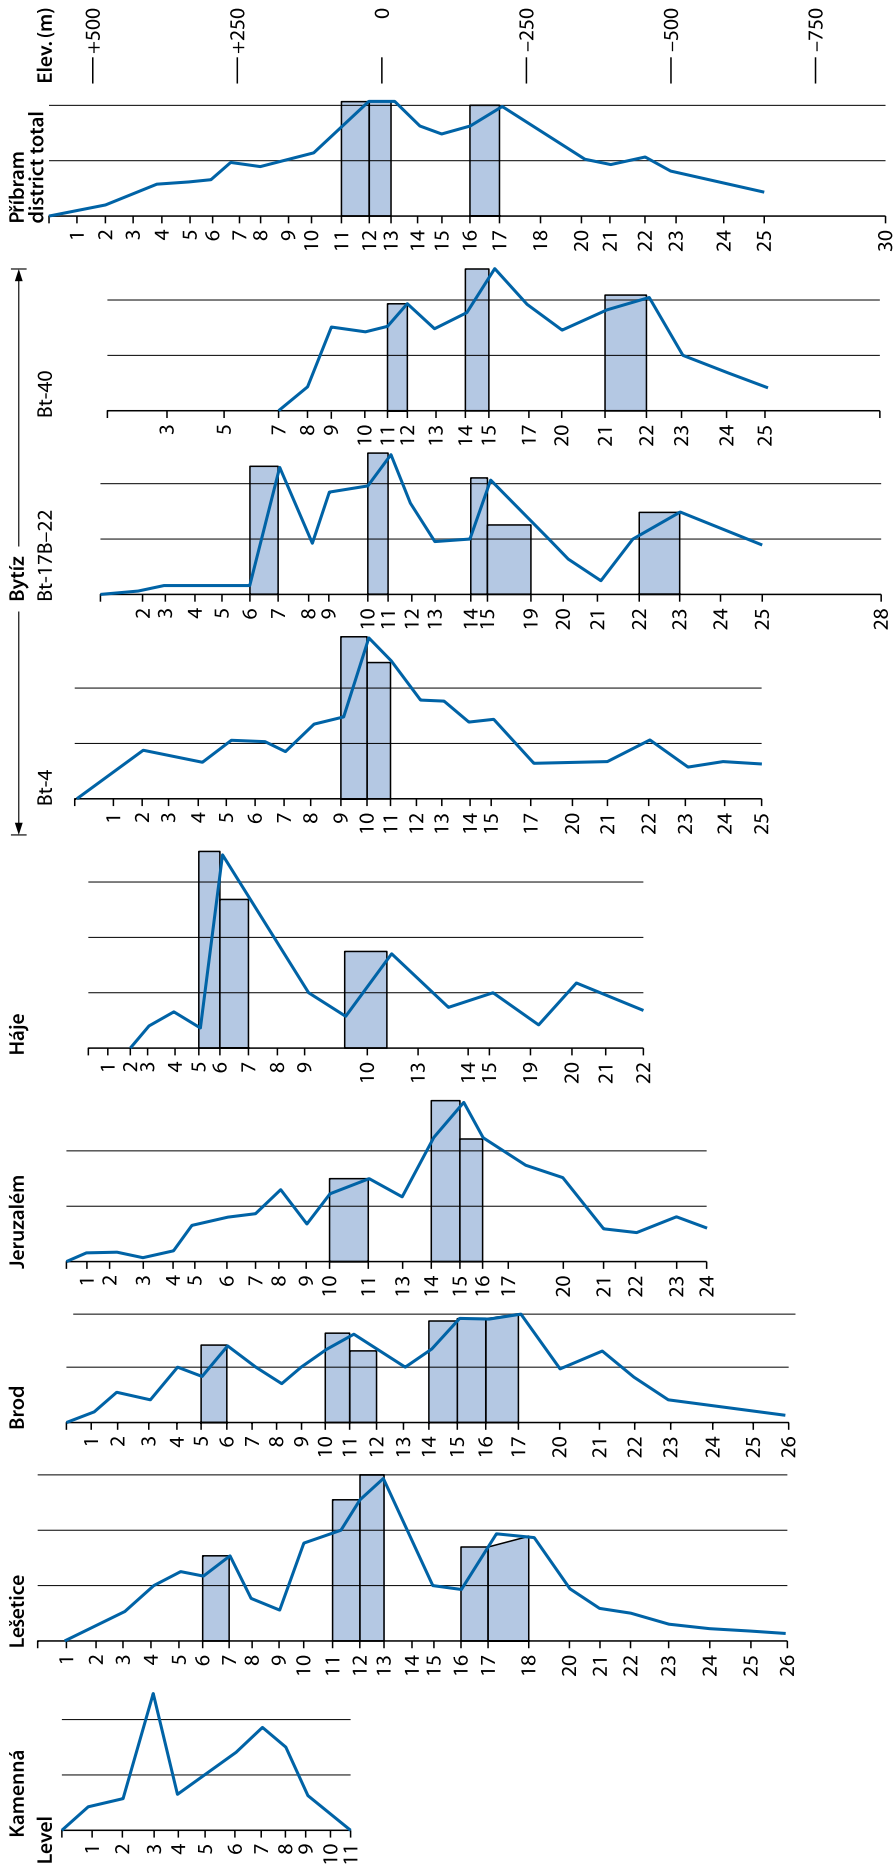 Elev. (m)
+500
+250
0
−250
−500
−750
Příbram
district total
1 2 3 4 5 6 7 8 9 10 11 12 13 14 15 16 17 18 20 21 22 23 24 25 30
Bytíz
Bt-40
3 5 7 8 9 10 11 12 13 14 15 17 20 21 22 23 24 25
Bt-17B–22
2 3 4 5 6 7 8 9 10 11 12 13 14 15 19 20 21 22 23 24 25 28
Bt-4
1 2 3 4 5 6 7 8 9 10 11 12 13 14 15 17 20 21 22 23 24 25
Háje
1 2 3 4 5 6 7 8 9 10 13 14 15 19 20 21 22
Jeruzalém
1 2 3 4 5 6 7 8 9 10 11 13 14 15 16 17 20 21 22 23 24
Brod
1 2 3 4 5 6 7 8 9 10 11 12 13 14 15 16 17 20 21 22 23 24 25 26
Lešetice
1 2 3 4 5 6 7 8 9 10 11 12 13 14 15 16 17 18 20 21 22 23 24 25 26
Kamenná
Level
1 2 3 4 5 6 7 8 9 10 11